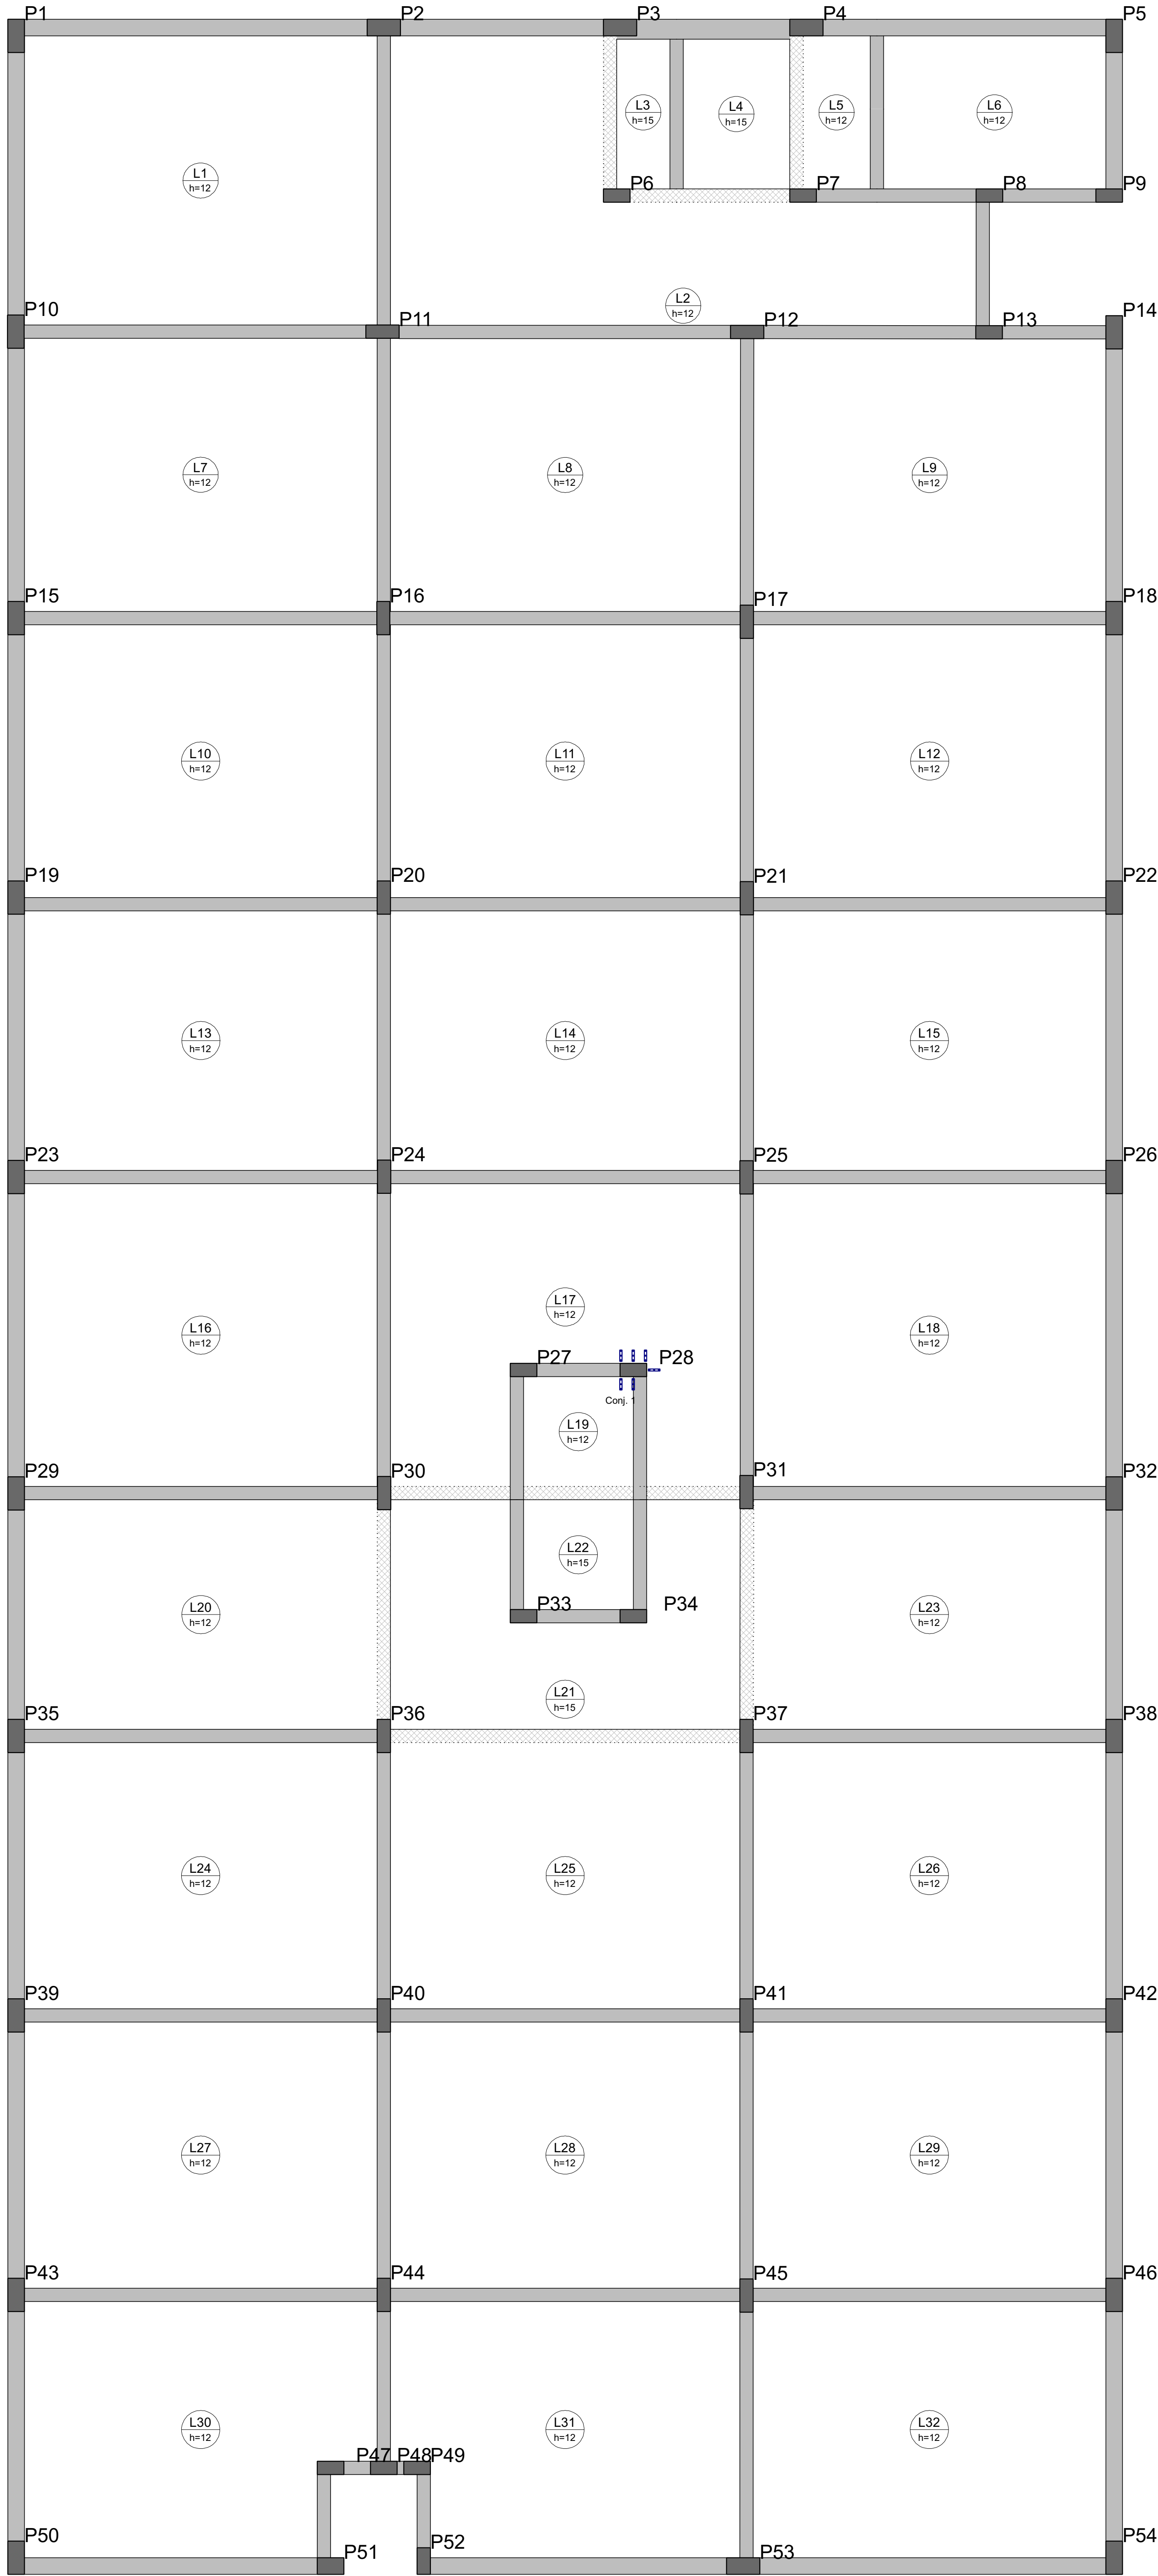 P1
P2
P3
P4
P5
L3
h=15
L4
h=15
L5
h=12
L6
h=12
L1
h=12
P6
P7
P8
P9
L2
h=12
P10
P11
P12
P13
P14
L7
h=12
L8
h=12
L9
h=12
P15
P16
P17
P18
L10
h=12
L11
h=12
L12
h=12
P19
P20
P21
P22
L13
h=12
L14
h=12
L15
h=12
P23
P24
P25
P26
L17
h=12
L16
h=12
L18
h=12
P27
P28
Conj. 1
L19
h=12
P29
P30
P31
P32
L22
h=15
L20
h=12
P33
P34
L23
h=12
L21
h=15
P35
P36
P37
P38
L24
h=12
L25
h=12
L26
h=12
P39
P40
P41
P42
L27
h=12
L28
h=12
L29
h=12
P43
P44
P45
P46
L30
h=12
L31
h=12
L32
h=12
P47
P48
P49
P50
P51
P52
P53
P54